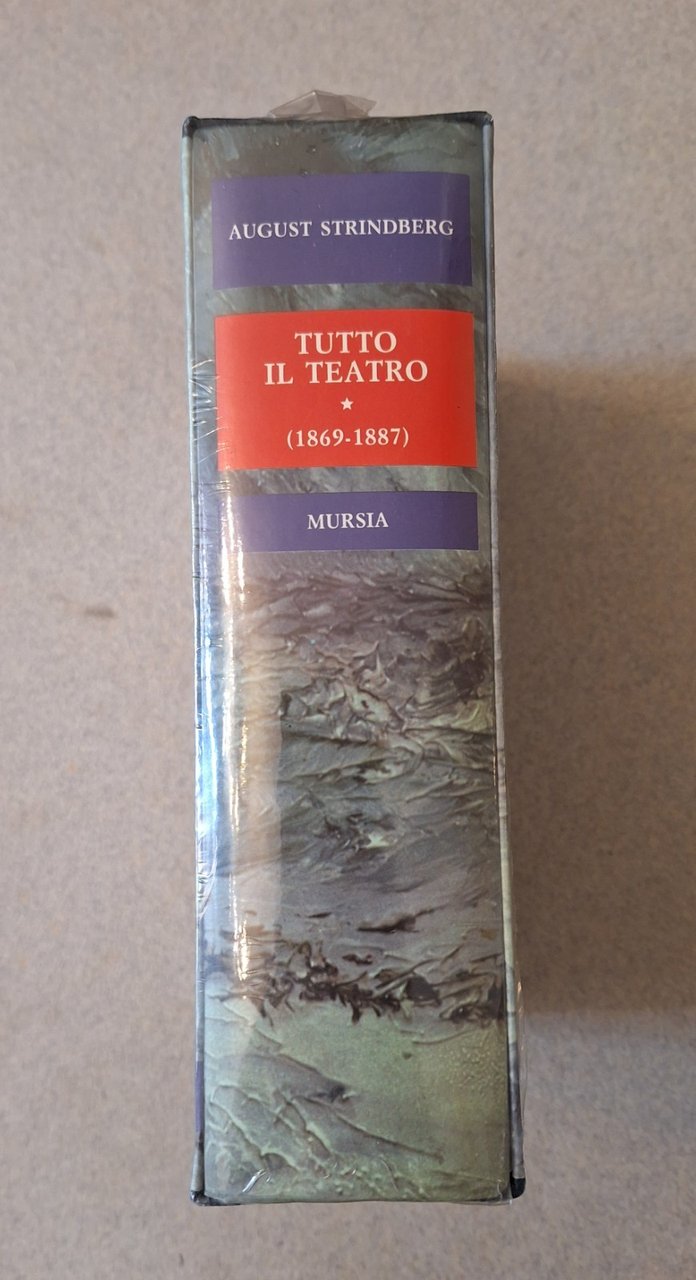 AUGUST STRINDBERG
TUTTO
IL TEATRO
★
(1869-1887)
MURSIA